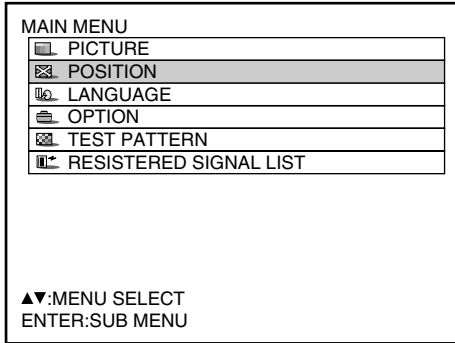 MAIN MENU
PICTURE
POSITION
LANGUAGE
OPTION
TEST PATTERN
RESISTERED SIGNAL LIST
▲▼:MENU SELECT
ENTER:SUB MENU